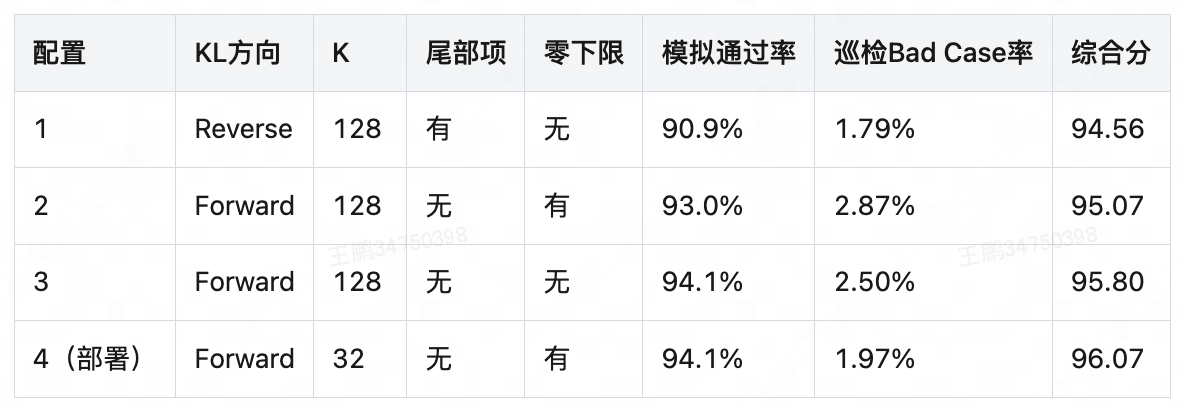 配置 KL方向 K 尾部项 零下限 模拟通过率 巡检Bad Case率 综合分
1 Reverse 128 有 无 90.9% 1.79% 94.56
2 Forward 128 无 有 93.0% 2.87% 95.07
王鹏34750398 王鹏34750398
3 Forward 128 无 无 94.1% 2.50% 95.80
4（部署） Forward 32 无 有 94.1% 1.97% 96.07